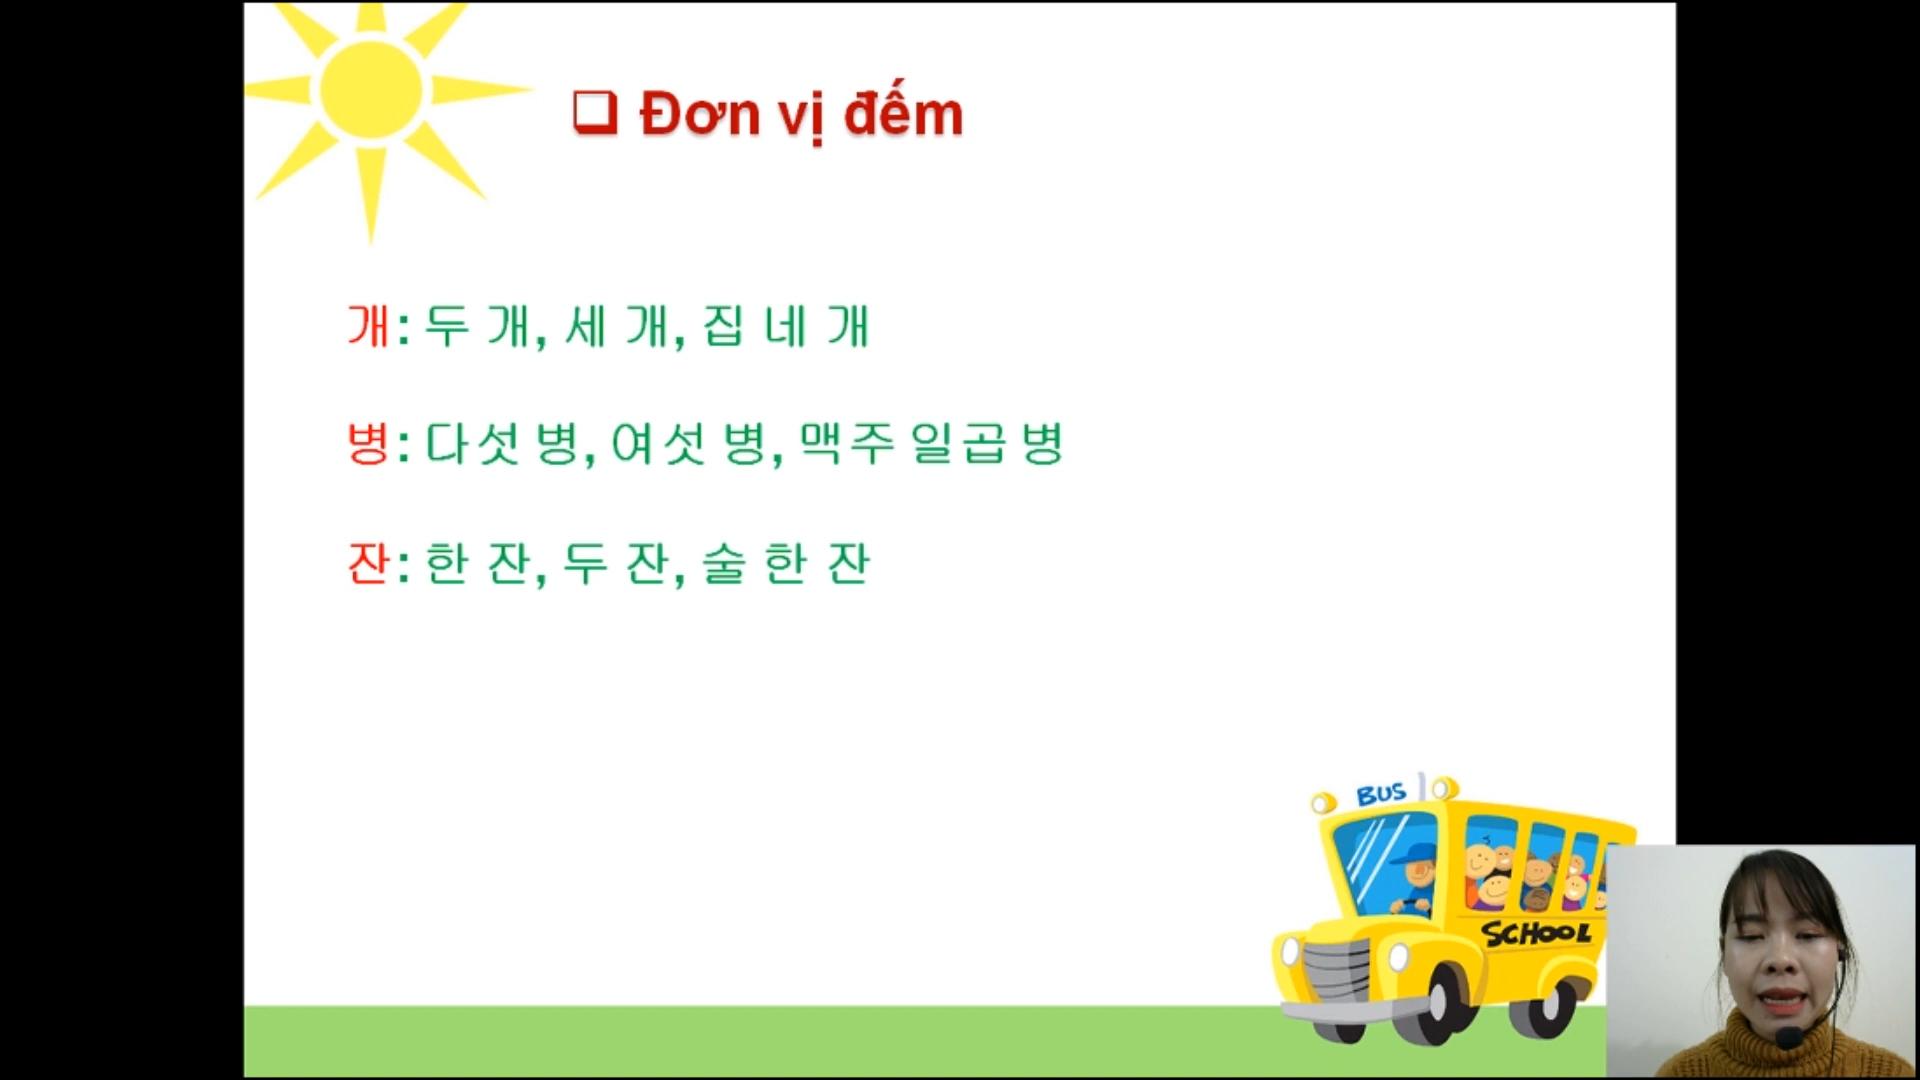 Đơn vị đếm
개: 두 개, 세 개, 집 네 개
병: 다섯 병, 여섯 병, 맥주 일곱 병
잔: 한 잔, 두 잔, 술 한 잔
BUS
SCHOOL